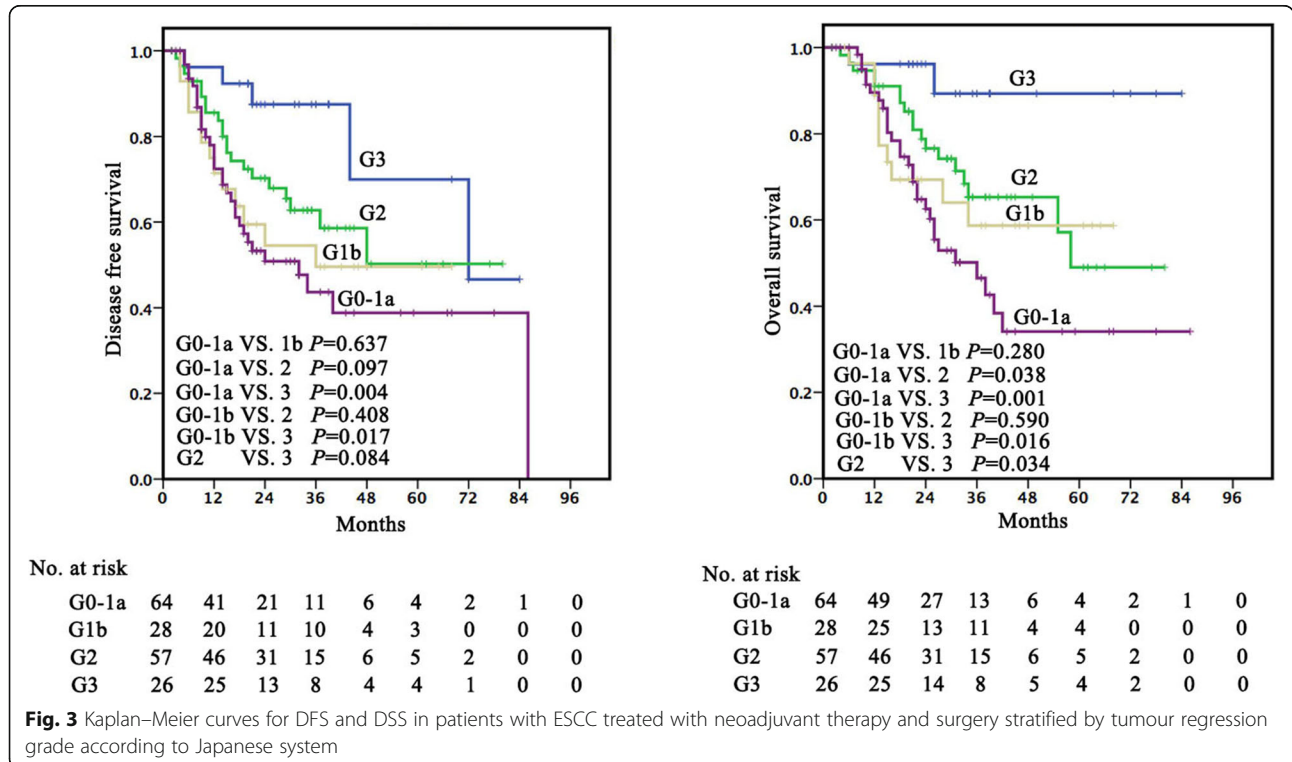 Disease free survival
1.0
0.8
0.6
0.4
0.2
0.0
G3
G2
G1b
G0-1a
G0-1a VS. 1b P=0.637
G0-1a VS. 2 P=0.097
G0-1a VS. 3 P=0.004
G0-1b VS. 2 P=0.408
G0-1b VS. 3 P=0.017
G2 VS. 3 P=0.084
0 12 24 36 48 60 72 84 96
Months
No. at risk
G0-1a 64 41 21 11 6 4 2 1 0
G1b 28 20 11 10 4 3 0 0 0
G2 57 46 31 15 6 5 2 0 0
G3 26 25 13 8 4 4 1 0 0
Overall survival
1.0
0.8
0.6
0.4
0.2
0.0
G3
G2
G1b
G0-1a
G0-1a VS. 1b P=0.280
G0-1a VS. 2 P=0.038
G0-1a VS. 3 P=0.001
G0-1b VS. 2 P=0.590
G0-1b VS. 3 P=0.016
G2 VS. 3 P=0.034
0 12 24 36 48 60 72 84 96
Months
No. at risk
G0-1a 64 49 27 13 6 4 2 1 0
G1b 28 25 13 11 4 4 0 0 0
G2 57 46 31 15 6 5 2 0 0
G3 26 25 14 8 5 4 2 0 0
Fig. 3 Kaplan–Meier curves for DFS and DSS in patients with ESCC treated with neoadjuvant therapy and surgery stratified by tumour regression
grade according to Japanese system